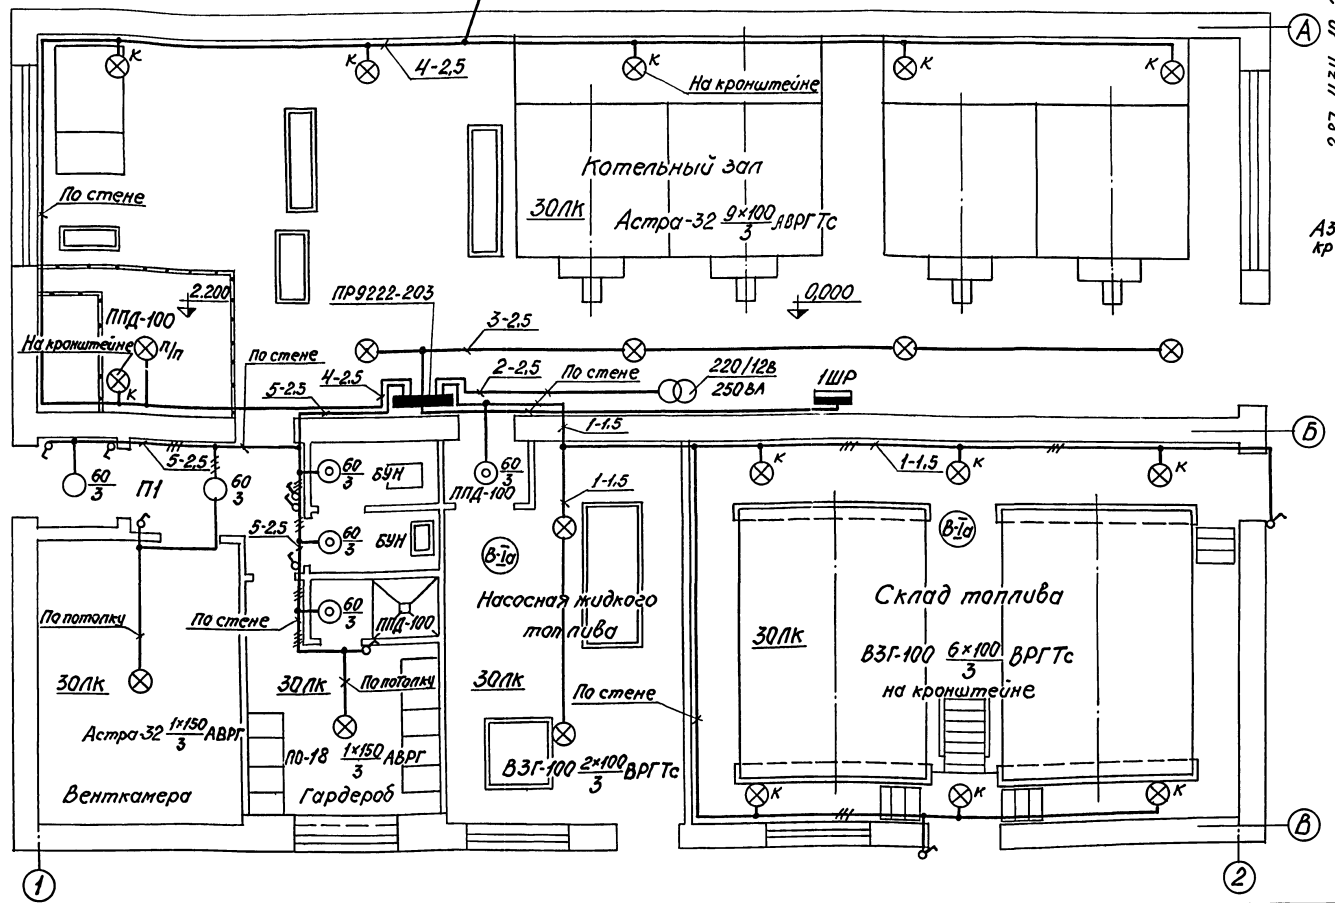 А
К
К
4-2,5
К
На кронштейне
К
К
Котельный зал
30ЛК
Астра-32 9×100/3 АВРГТс
По стене
АЗ
кр
2.200
ППД-100
На кронштейне
п/п
К
ПР9222-203
0,000
3-2,5
По стене
4-2,5
5-2,5
2-2,5
По стене
220/12в
250ВА
1ШР
1-1,5
Б
5-2,5
60/3
П1
60/3
60/3
БУН
ППД-100
60/3
1-1,5
К
1-1,5
К
К
5-2,5
60/3
БУН
В-Iа
В-Iа
Насосная жидкого
топлива
Склад топлива
По потолку
По стене
60/3
ППД-100
30ЛК
ВЗГ-100 6×100/3 ВРГТс
на кронштейне
30ЛК
30ЛК
По потолку
30ЛК
По стене
Астра-32 1×150/3 АВРГ
ПО-18 1×150/3 АВРГ
ВЗГ-100 2×100/3 ВРГТс
Венткамера
Гардероб
К
К
К
В
1
2